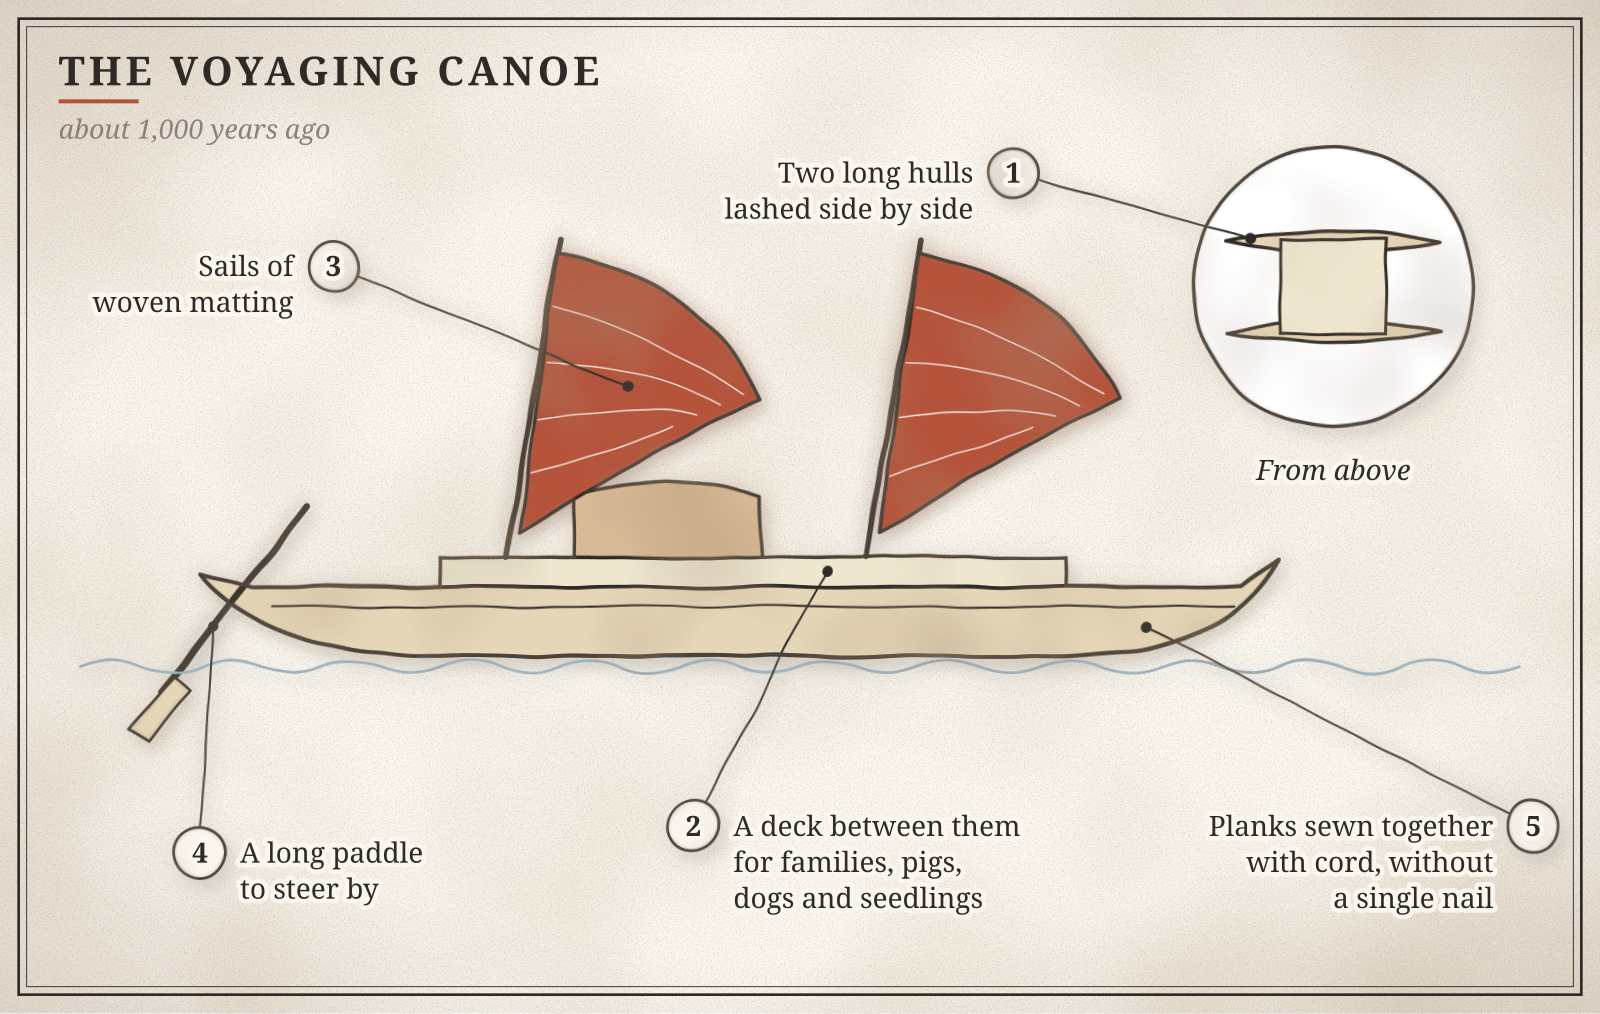 THE VOYAGING CANOE
about 1,000 years ago
Two long hulls
lashed side by side
1
Sails of
woven matting
3
From above
4
A long paddle
to steer by
2
A deck between them
for families, pigs,
dogs and seedlings
Planks sewn together
with cord, without
a single nail
5